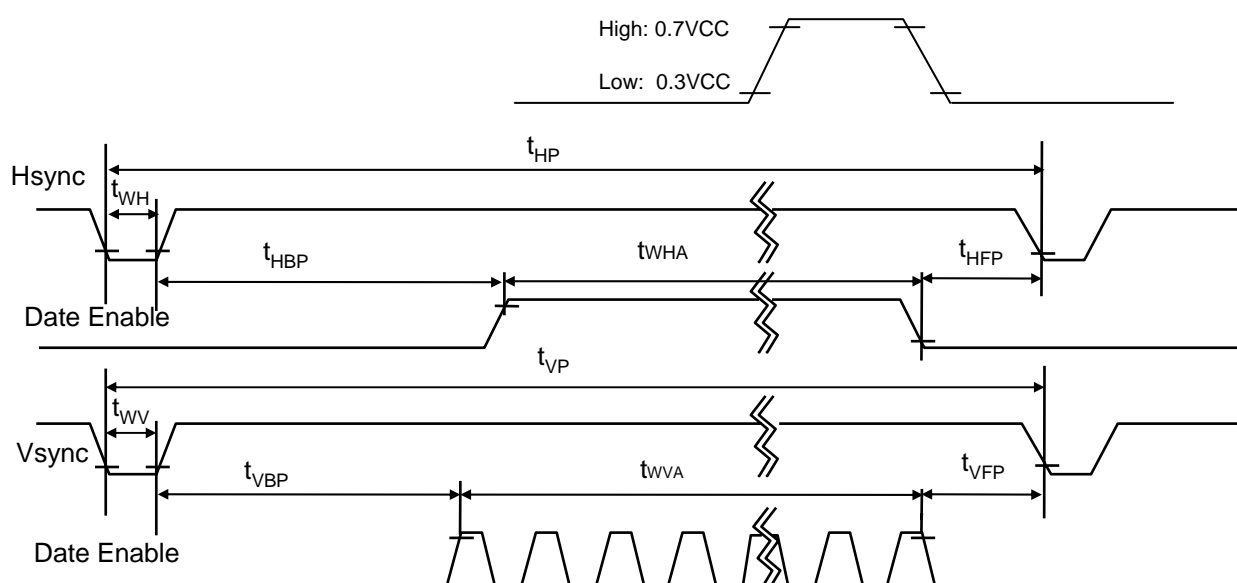 High: 0.7VCC
Low: 0.3VCC
tHP
Hsync
tWH
tHBP
tWHA
tHFP
Date Enable
tVP
tWV
Vsync
tVBP
tWVA
tVFP
Date Enable